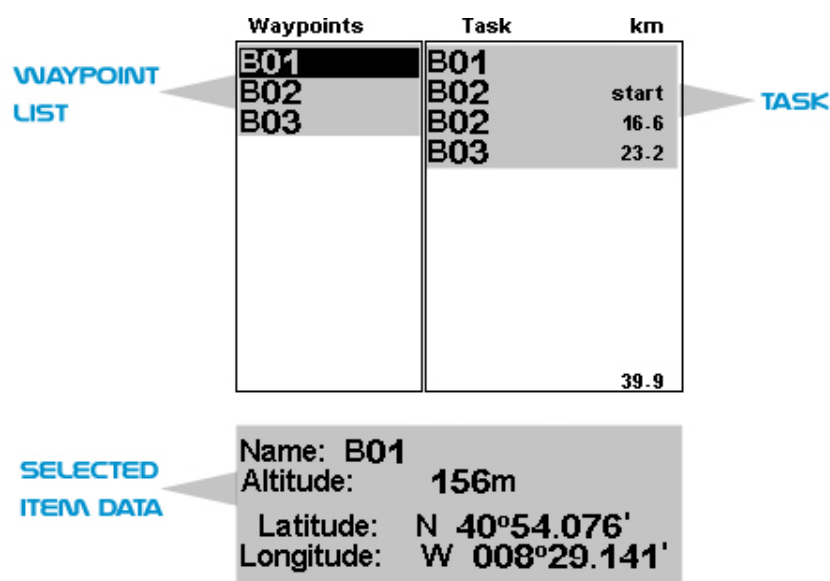 Waypoints Task km
WAYPOINT
LIST
B01
B02
B03
B01
B02 start
B02 16.6
B03 23.2
39.9
TASK
SELECTED
ITEM DATA
Name: B01
Altitude: 156m
Latitude: N 40º54.076'
Longitude: W 008º29.141'